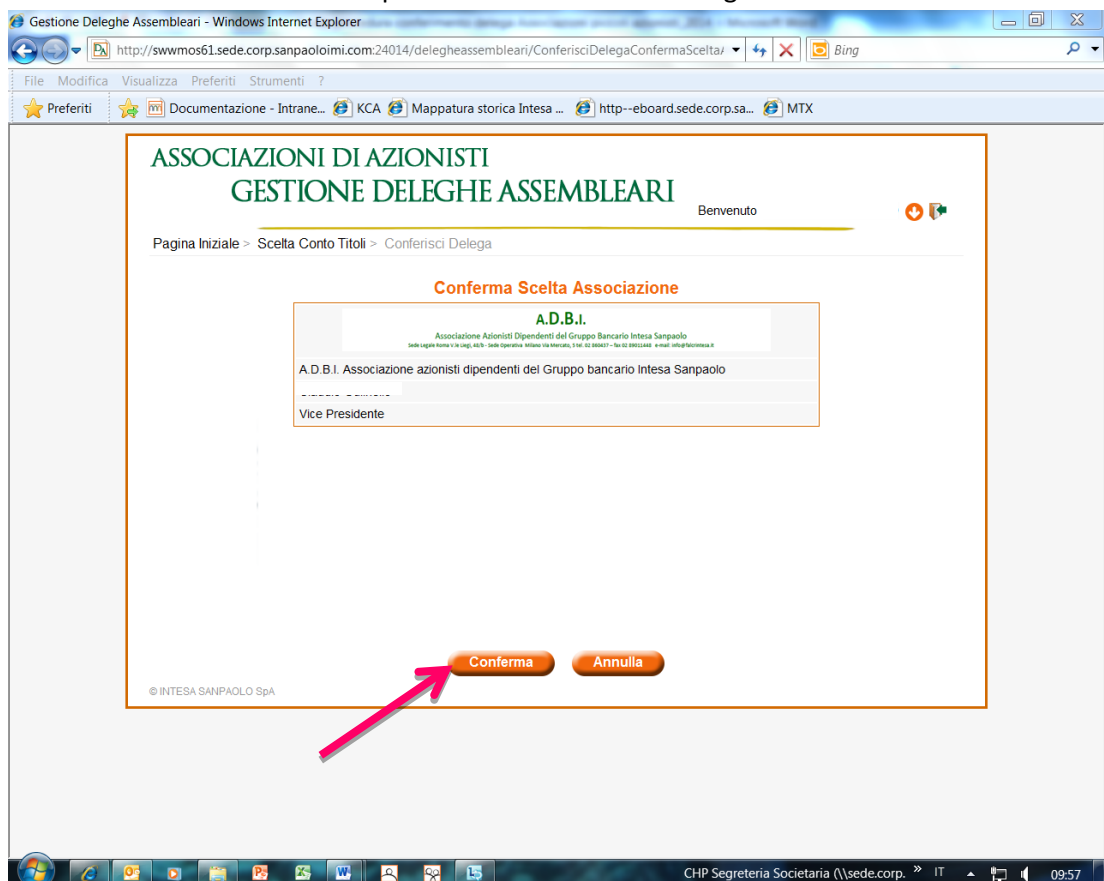 Gestione Deleghe Assembleari - Windows Internet Explorer
http://swwmos61.sede.corp.sanpaoloimi.com:24014/delegheassembleari/ConferisciDelegaConfermaScelta/
Bing
File Modifica Visualizza Preferiti Strumenti ?
Preferiti Documentazione - Intrane... KCA Mappatura storica Intesa ... http--eboard.sede.corp.sa... MTX
ASSOCIAZIONI DI AZIONISTI
GESTIONE DELEGHE ASSEMBLEARI
Benvenuto
Pagina Iniziale > Scelta Conto Titoli > Conferisci Delega
Conferma Scelta Associazione
A.D.B.I.
Associazione Azionisti Dipendenti del Gruppo Bancario Intesa Sanpaolo
A.D.B.I. Associazione azionisti dipendenti del Gruppo bancario Intesa Sanpaolo
Vice Presidente
Conferma Annulla
© INTESA SANPAOLO SpA
CHP Segreteria Societaria (\\sede.corp. » IT 09:57